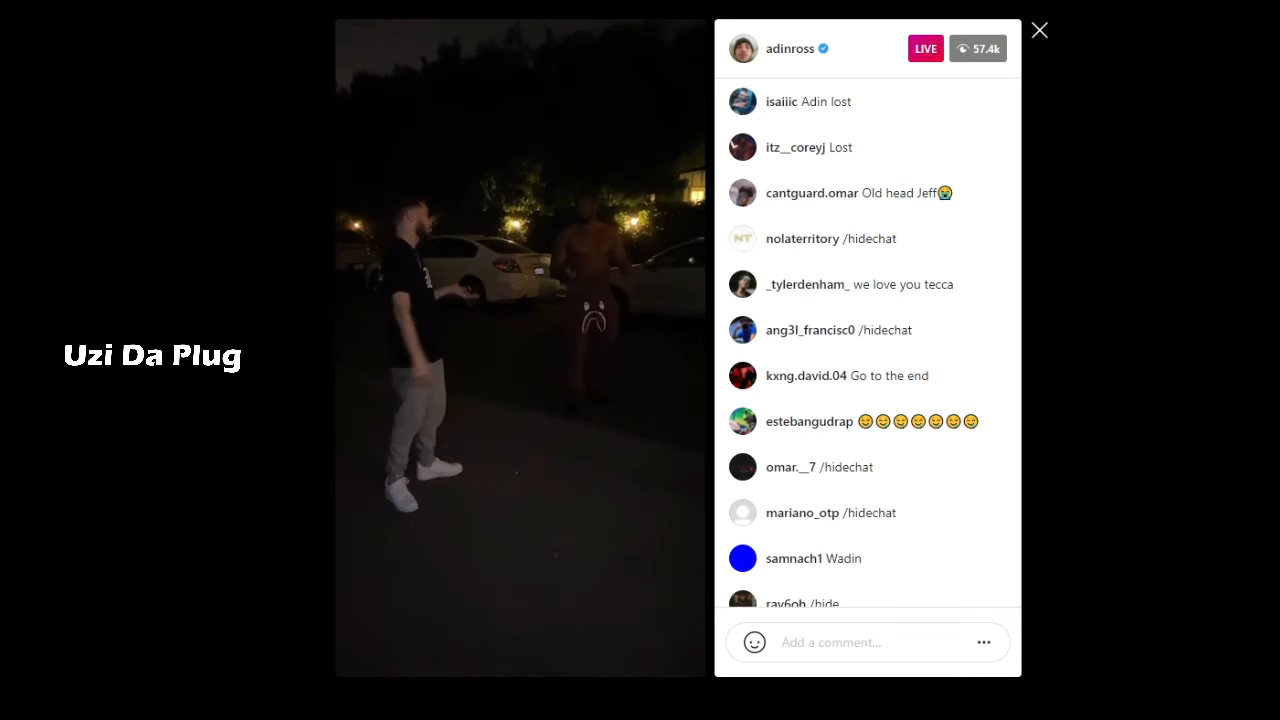 adinross
LIVE
57.4k
isaiiic Adin lost
itz__coreyj Lost
cantguard.omar Old head Jeff😭
NT
nolaterritory /hidechat
_tylerdenham_ we love you tecca
ang3l_francisc0 /hidechat
kxng.david.04 Go to the end
estebangudrap 😊😊😊😊😊😊😊
omar.__7 /hidechat
mariano_otp /hidechat
samnach1 Wadin
ray6oh /hide
Add a comment...
Uzi Da Plug